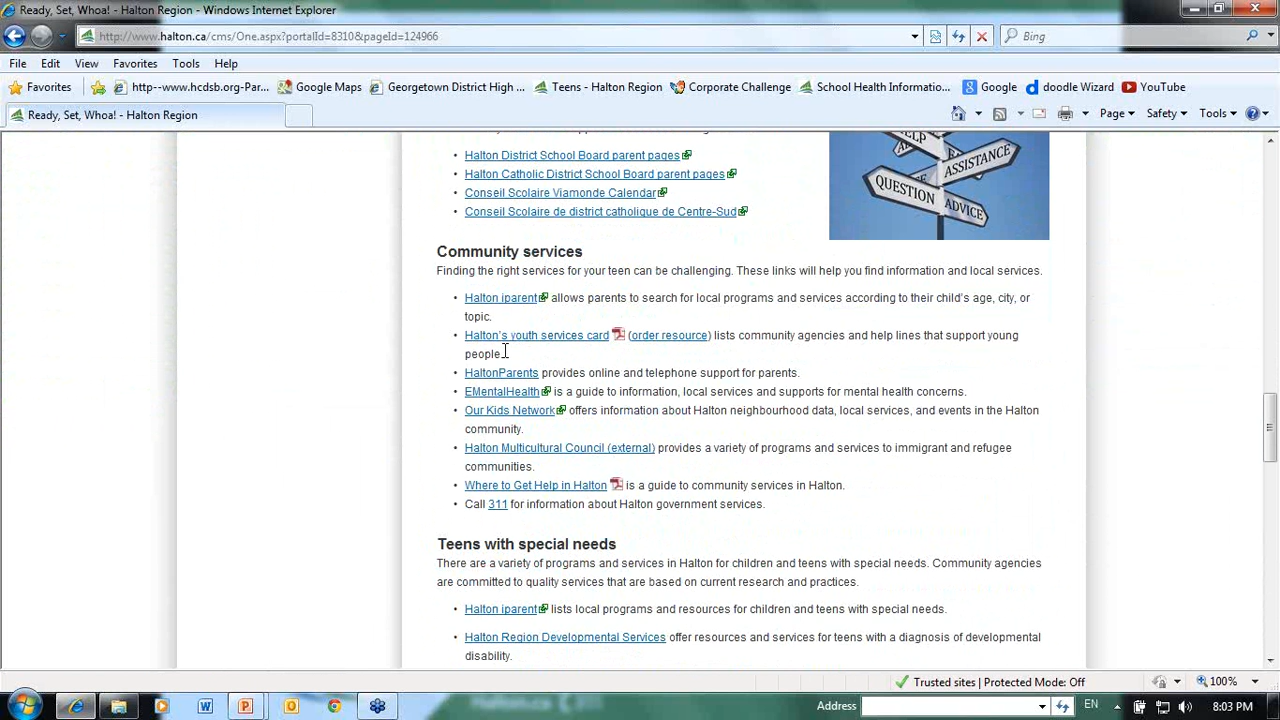 Ready, Set, Whoa! - Halton Region - Windows Internet Explorer
http://www.halton.ca/cms/One.aspx?portalId=8310&pageId=124966
Bing
File Edit View Favorites Tools Help
Favorites http--www.hcdsb.org-Par... Google Maps Georgetown District High ... Teens - Halton Region Corporate Challenge School Health Informatio... Google doodle Wizard YouTube
Ready, Set, Whoa! - Halton Region
Page Safety Tools
• Halton District School Board parent pages
• Halton Catholic District School Board parent pages
• Conseil Scolaire Viamonde Calendar
• Conseil Scolaire de district catholique de Centre-Sud
HELP
ASSISTANCE
QUESTION
ADVICE
Community services
Finding the right services for your teen can be challenging. These links will help you find information and local services.
• Halton iparent allows parents to search for local programs and services according to their child's age, city, or
topic.
• Halton's youth services card (order resource) lists community agencies and help lines that support young
people.
• HaltonParents provides online and telephone support for parents.
• EMentalHealth is a guide to information, local services and supports for mental health concerns.
• Our Kids Network offers information about Halton neighbourhood data, local services, and events in the Halton
community.
• Halton Multicultural Council (external) provides a variety of programs and services to immigrant and refugee
communities.
• Where to Get Help in Halton is a guide to community services in Halton.
• Call 311 for information about Halton government services.
Teens with special needs
There are a variety of programs and services in Halton for children and teens with special needs. Community agencies
are committed to quality services that are based on current research and practices.
• Halton iparent lists local programs and resources for children and teens with special needs.
• Halton Region Developmental Services offer resources and services for teens with a diagnosis of developmental
disability.
Trusted sites | Protected Mode: Off
100%
Address
EN
8:03 PM